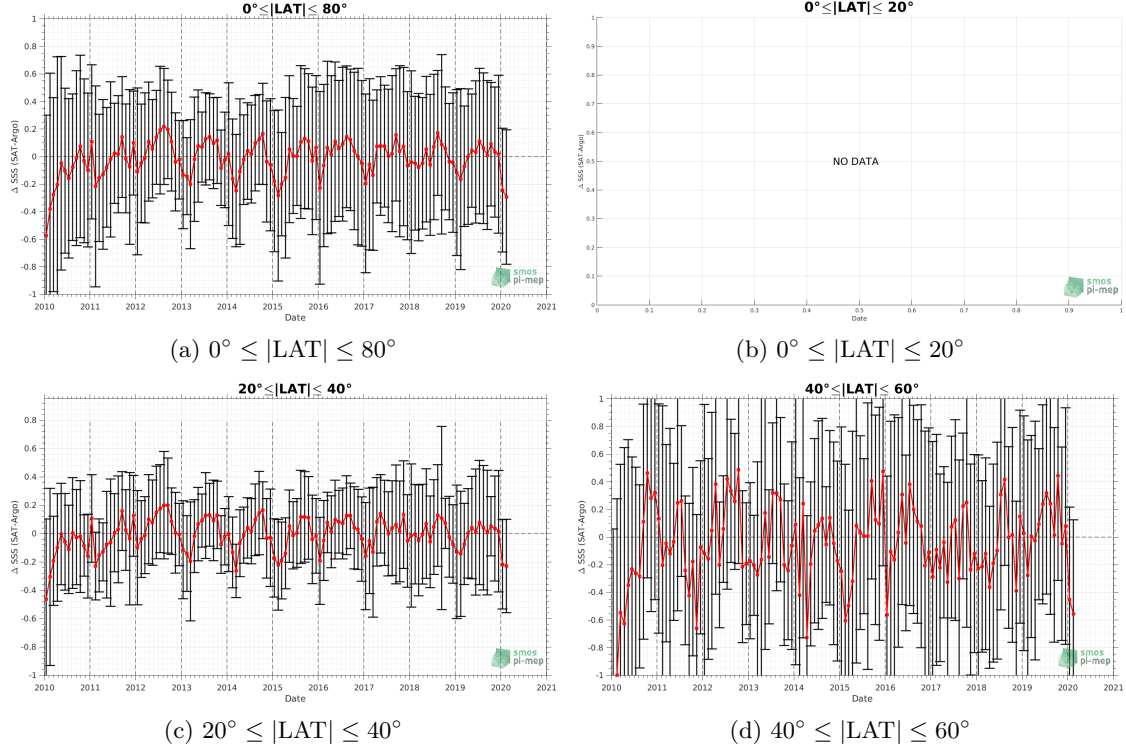 0°≤|LAT|≤ 80°
1
0.8
0.6
0.4
0.2
0
-0.2
-0.4
-0.6
-0.8
-1
Δ SSS (SAT-Argo)
2010 2011 2012 2013 2014 2015 2016 2017 2018 2019 2020 2021
Date
smos
pi-mep
(a) 0° ≤ |LAT| ≤ 80°
0°≤|LAT|≤ 20°
1
0.9
0.8
0.7
0.6
0.5
0.4
0.3
0.2
0.1
0
Δ SSS (SAT-Argo)
NO DATA
0 0.1 0.2 0.3 0.4 0.5 0.6 0.7 0.8 0.9 1
Date
smos
pi-mep
(b) 0° ≤ |LAT| ≤ 20°
20°≤|LAT|≤ 40°
0.8
0.6
0.4
0.2
0
-0.2
-0.4
-0.6
-0.8
-1
Δ SSS (SAT-Argo)
2010 2011 2012 2013 2014 2015 2016 2017 2018 2019 2020 2021
Date
smos
pi-mep
(c) 20° ≤ |LAT| ≤ 40°
40°≤|LAT|≤ 60°
1
0.8
0.6
0.4
0.2
0
-0.2
-0.4
-0.6
-0.8
-1
Δ SSS (SAT-Argo)
2010 2011 2012 2013 2014 2015 2016 2017 2018 2019 2020 2021
Date
smos
pi-mep
(d) 40° ≤ |LAT| ≤ 60°